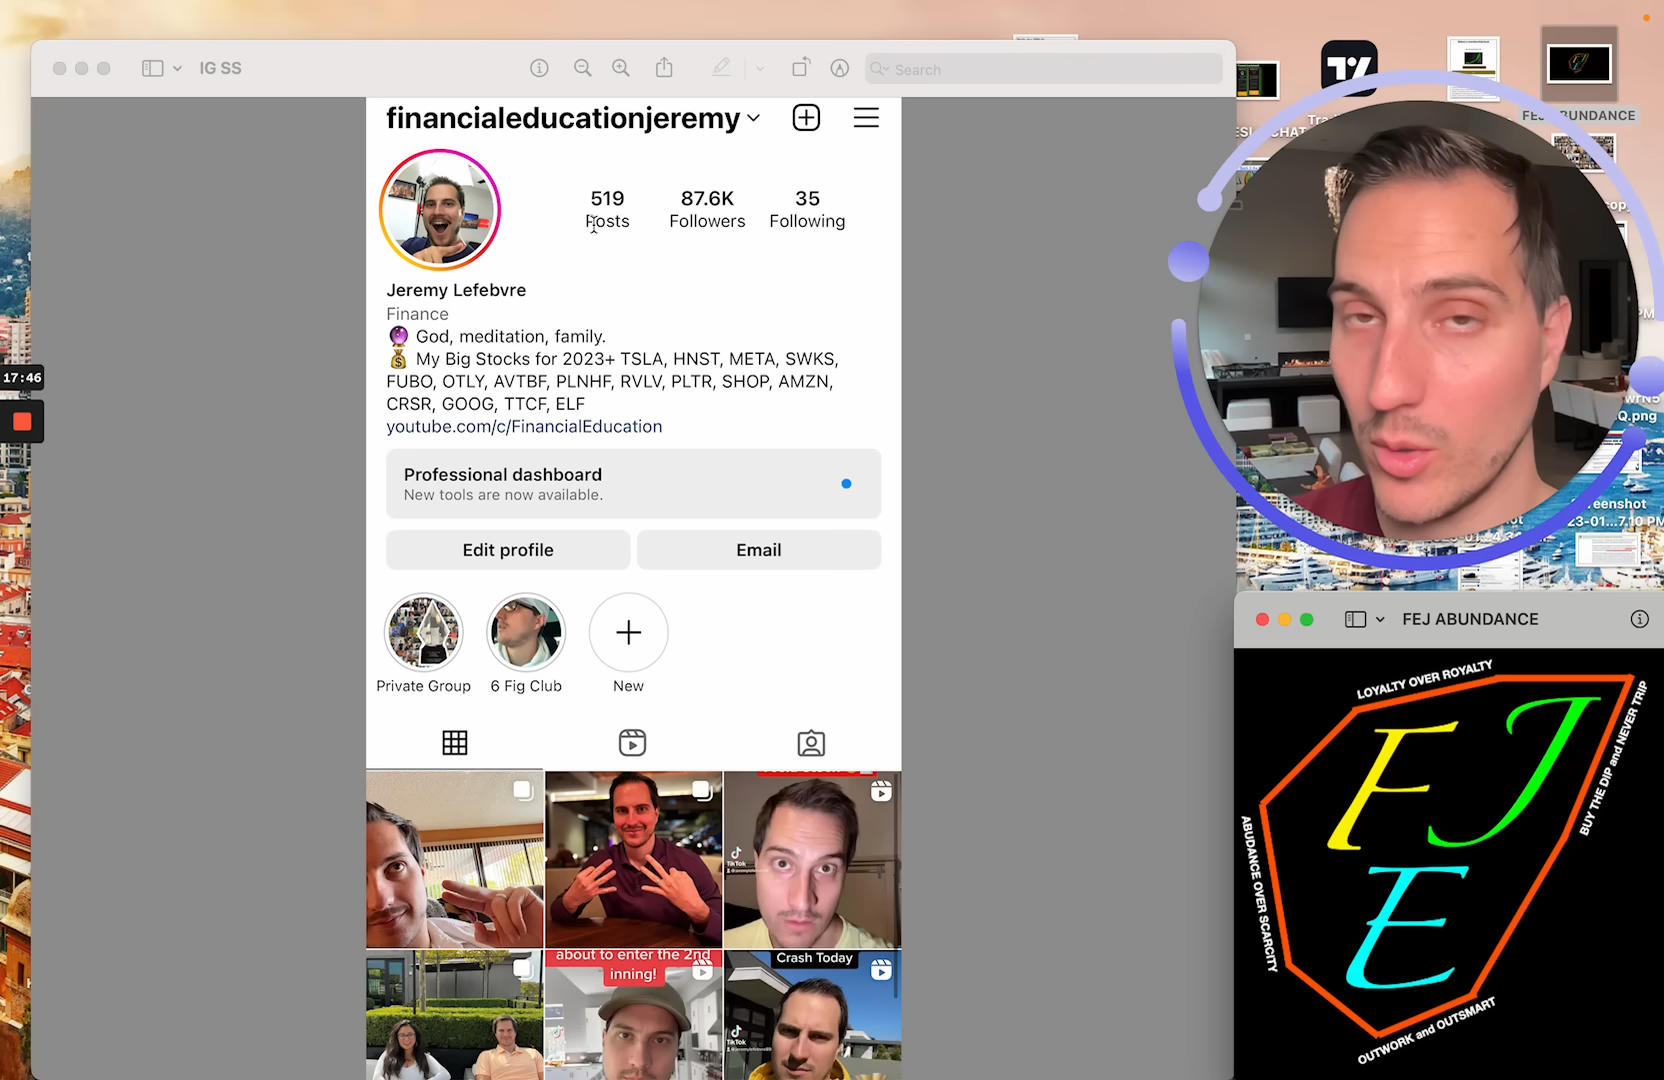 IG SS
Search
financialeducationjeremy
519
Posts
87.6K
Followers
35
Following
Jeremy Lefebvre
Finance
God, meditation, family.
My Big Stocks for 2023+ TSLA, HNST, META, SWKS,
FUBO, OTLY, AVTBF, PLNHF, RVLV, PLTR, SHOP, AMZN,
CRSR, GOOG, TTCF, ELF
youtube.com/c/FinancialEducation
Professional dashboard
New tools are now available.
Edit profile
Email
Private Group
6 Fig Club
New
TikTok
about to enter the 2nd
inning!
Crash Today
TikTok
17:46
Q.png
FEJ ABUNDANCE
LOYALTY OVER ROYALTY
BUY THE DIP and NEVER TRIP
ABUDANCE OVER SCARCITY
OUTWORK and OUTSMART
F J
E